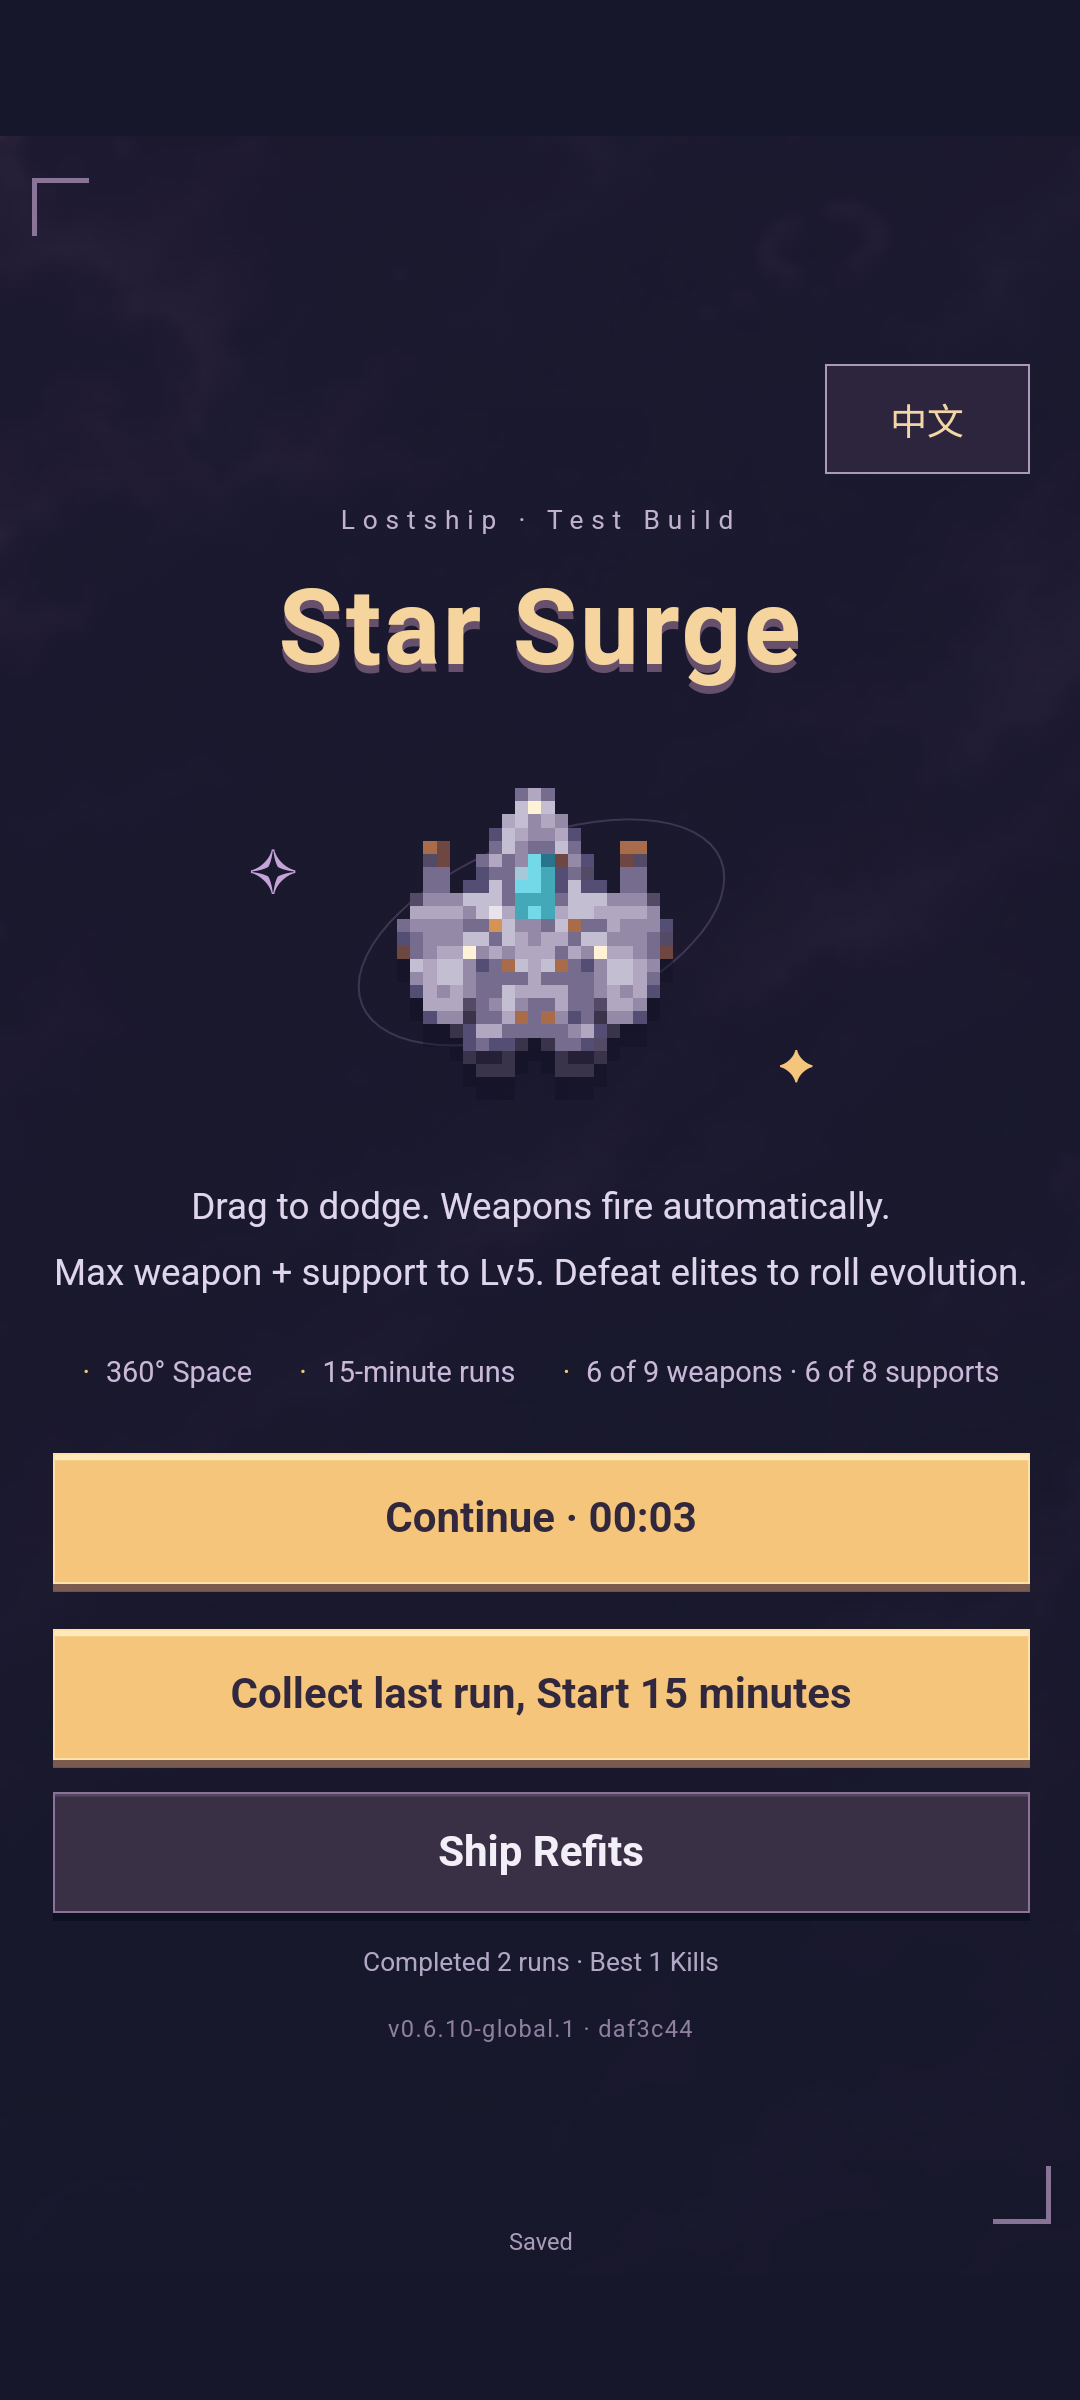 中文
Lostship · Test Build
Star Surge
Drag to dodge. Weapons fire automatically.
Max weapon + support to Lv5. Defeat elites to roll evolution.
· 360° Space · 15-minute runs · 6 of 9 weapons · 6 of 8 supports
Continue · 00:03
Collect last run, Start 15 minutes
Ship Refits
Completed 2 runs · Best 1 Kills
v0.6.10-global.1 · daf3c44
Saved